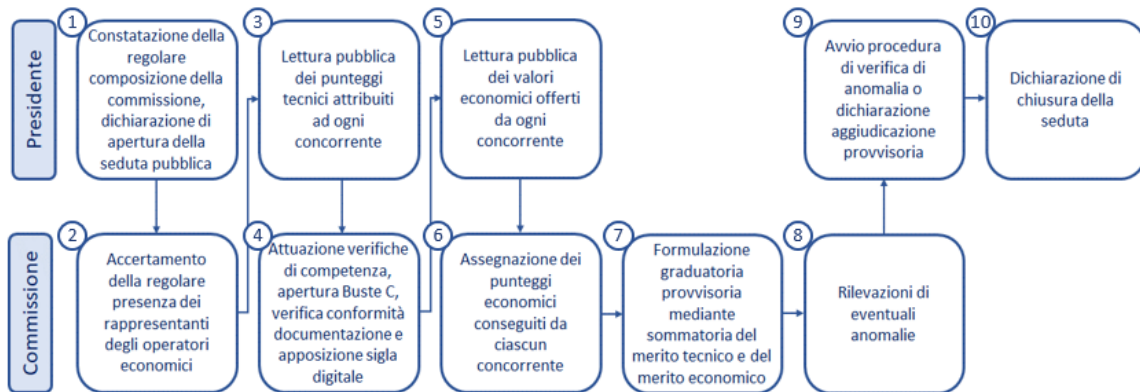 Presidente
1
Constatazione della
regolare
composizione della
commissione,
dichiarazione di
apertura della
seduta pubblica
3
Lettura pubblica
dei punteggi
tecnici attribuiti
ad ogni
concorrente
5
Lettura pubblica
dei valori
economici offerti
da ogni
concorrente
9
Avvio procedura
di verifica di
anomalia o
dichiarazione
aggiudicazione
provvisoria
10
Dichiarazione di
chiusura della
seduta
Commissione
2
Accertamento
della regolare
presenza dei
rappresentanti
degli operatori
economici
4
Attuazione verifiche
di competenza,
apertura Buste C,
verifica conformità
documentazione e
apposizione sigla
digitale
6
Assegnazione dei
punteggi
economici
conseguiti da
ciascun
concorrente
7
Formulazione
graduatoria
provvisoria
mediante
sommatoria del
merito tecnico e del
merito economico
8
Rilevazioni di
eventuali
anomalie